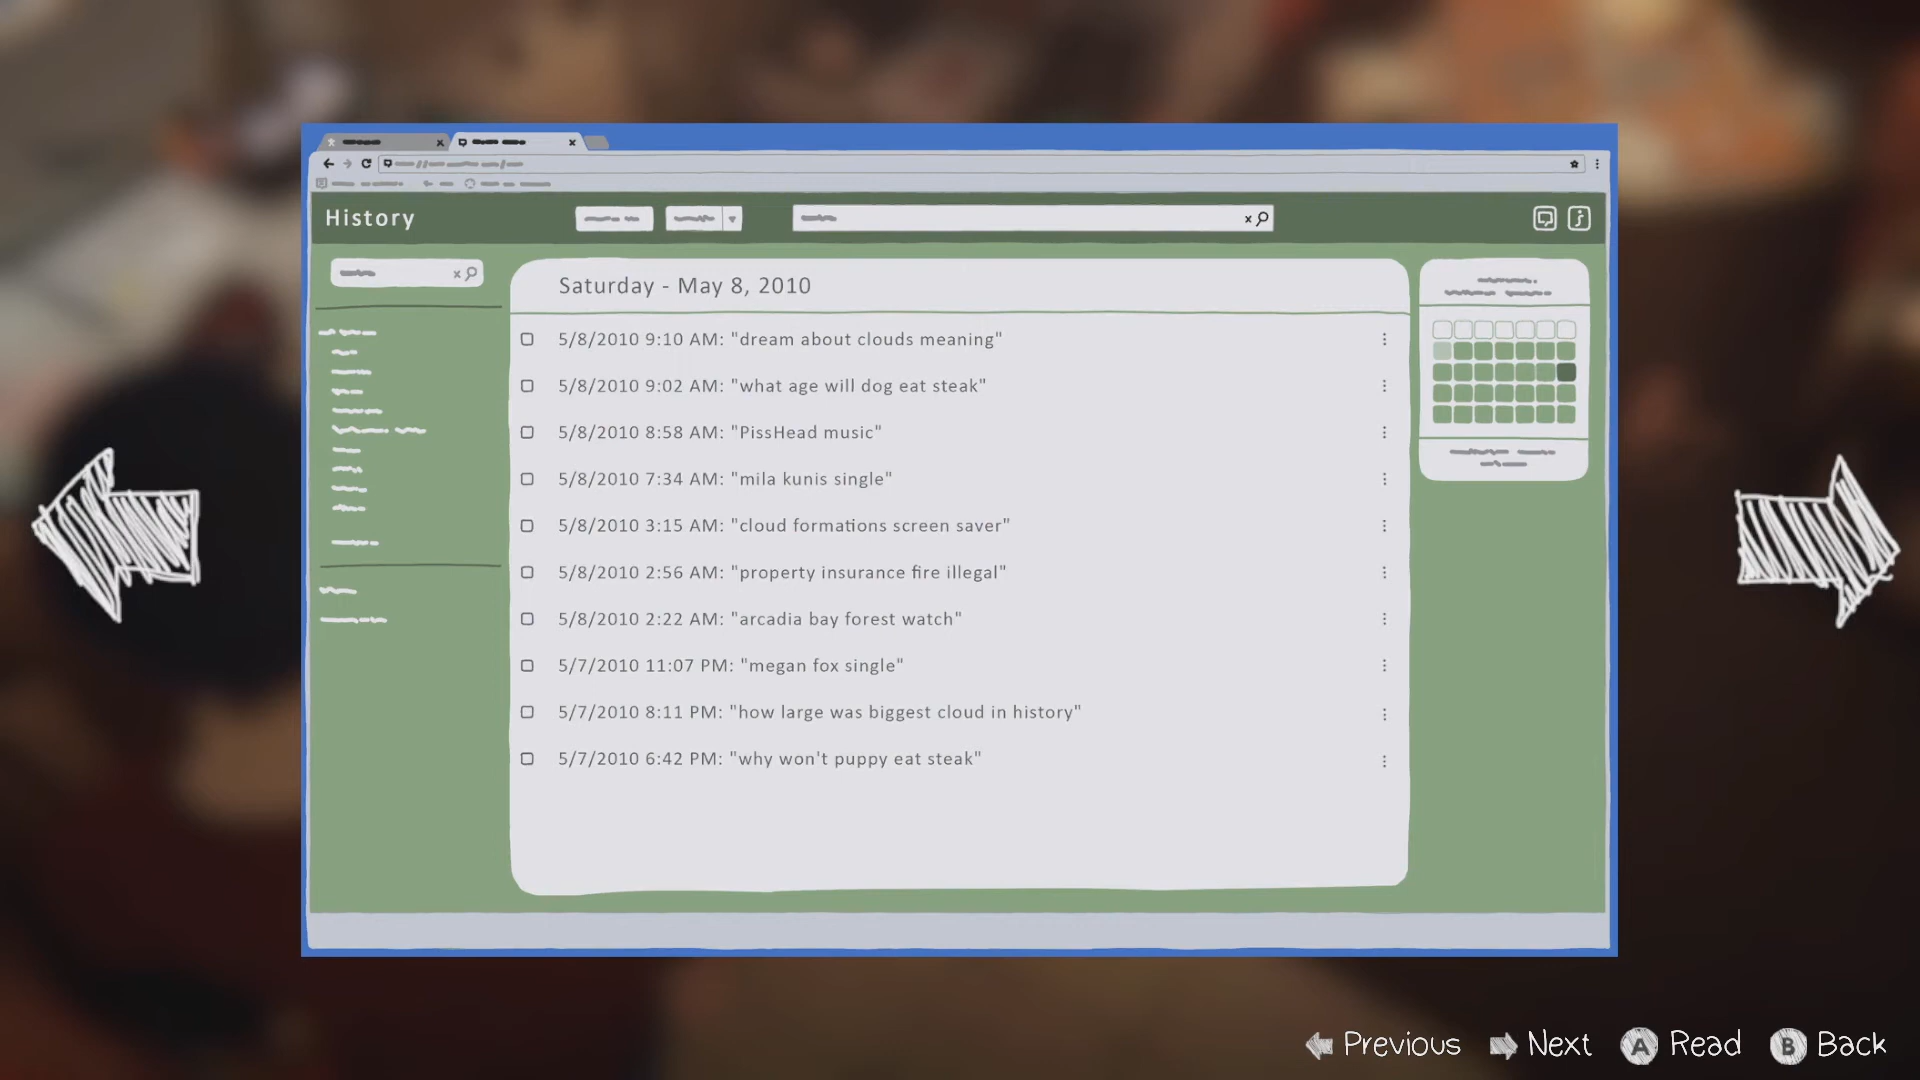 History
Saturday - May 8, 2010
5/8/2010 9:10 AM: "dream about clouds meaning"
5/8/2010 9:02 AM: "what age will dog eat steak"
5/8/2010 8:58 AM: "PissHead music"
5/8/2010 7:34 AM: "mila kunis single"
5/8/2010 3:15 AM: "cloud formations screen saver"
5/8/2010 2:56 AM: "property insurance fire illegal"
5/8/2010 2:22 AM: "arcadia bay forest watch"
5/7/2010 11:07 PM: "megan fox single"
5/7/2010 8:11 PM: "how large was biggest cloud in history"
5/7/2010 6:42 PM: "why won't puppy eat steak"
Previous Next A Read B Back